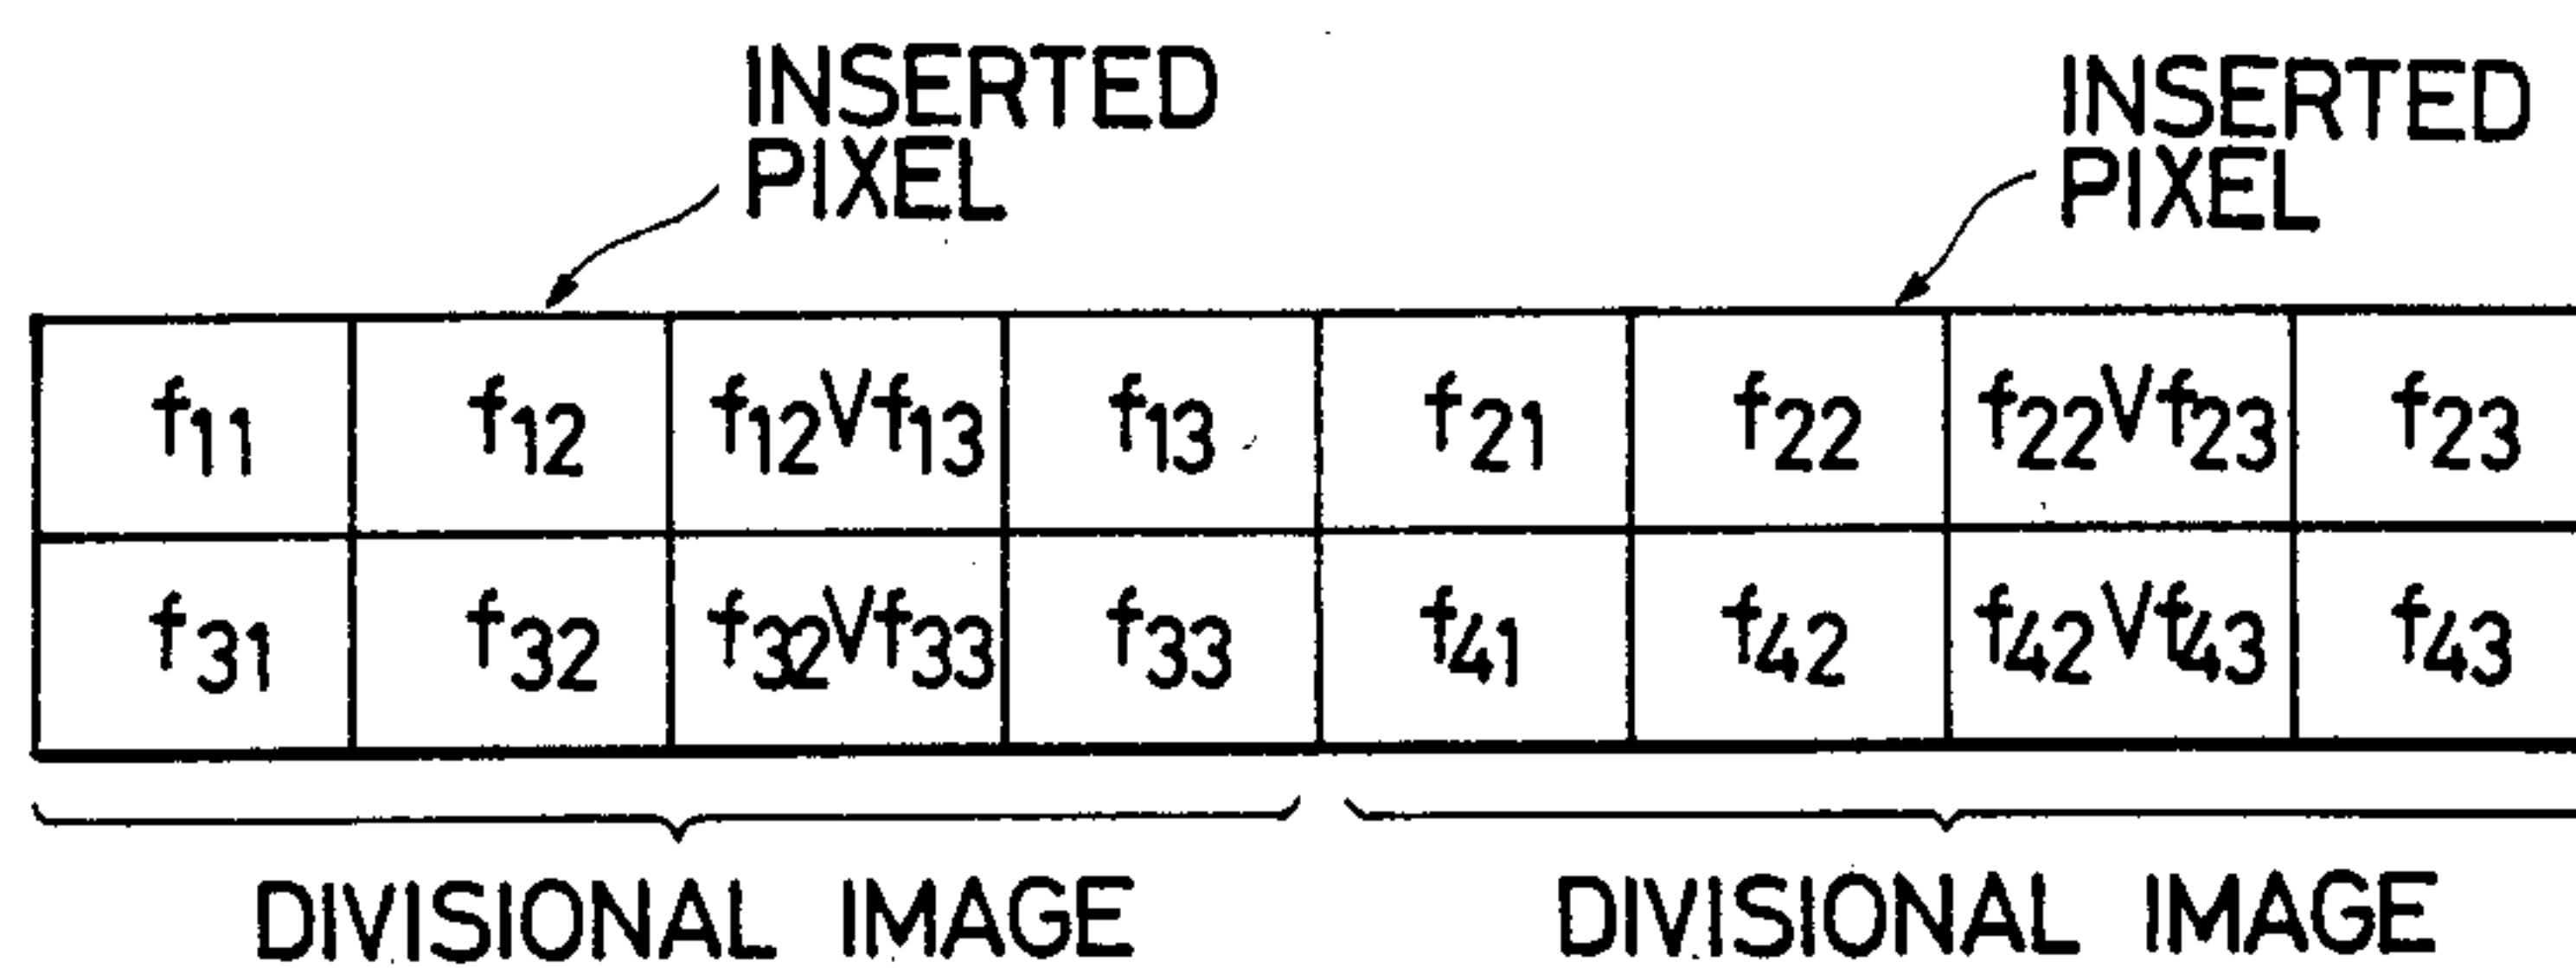 INSERTED
PIXEL
INSERTED
PIXEL
f11 f12 f12Vf13 f13 f21 f22 f22Vf23 f23
f31 f32 f32Vf33 f33 f41 f42 f42Vf43 f43
DIVISIONAL IMAGE DIVISIONAL IMAGE